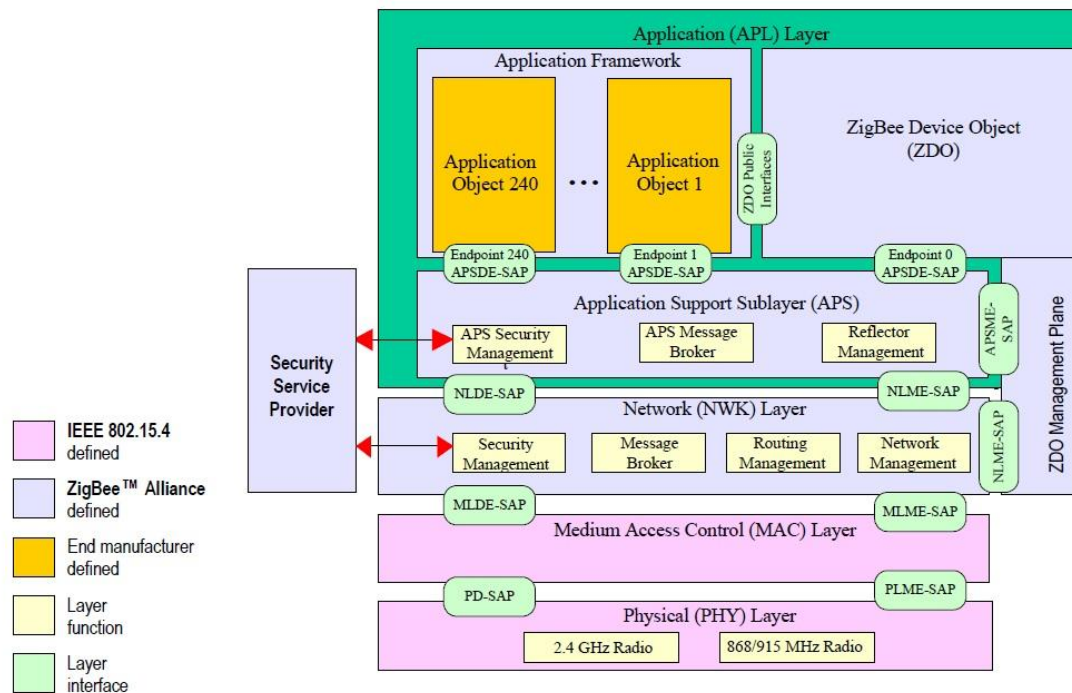 Application (APL) Layer
Application Framework
Application
Object 240
...
Application
Object 1
ZDO Public
Interfaces
ZigBee Device Object
(ZDO)
Endpoint 240
APSDE-SAP
Endpoint 1
APSDE-SAP
Endpoint 0
APSDE-SAP
Application Support Sublayer (APS)
APS Security
Management
APS Message
Broker
Reflector
Management
APSME-
SAP
Security
Service
Provider
NLDE-SAP
NLME-SAP
Network (NWK) Layer
Security
Management
Message
Broker
Routing
Management
Network
Management
NLME-SAP
ZDO Management Plane
MLDE-SAP
MLME-SAP
Medium Access Control (MAC) Layer
PD-SAP
PLME-SAP
Physical (PHY) Layer
2.4 GHz Radio
868/915 MHz Radio
IEEE 802.15.4
defined
ZigBee™ Alliance
defined
End manufacturer
defined
Layer
function
Layer
interface